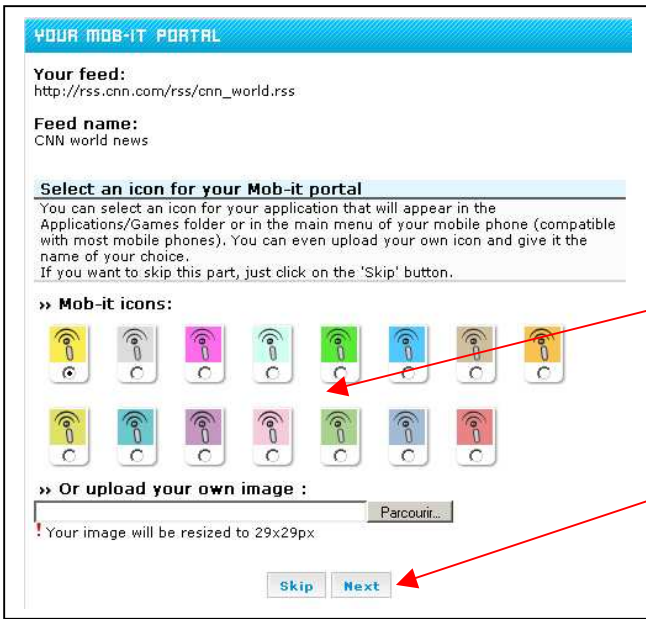 YOUR MOB-IT PORTAL
Your feed:
http://rss.cnn.com/rss/cnn_world.rss
Feed name:
CNN world news
Select an icon for your Mob-it portal
You can select an icon for your application that will appear in the
Applications/Games folder or in the main menu of your mobile phone (compatible
with most mobile phones). You can even upload your own icon and give it the
name of your choice.
If you want to skip this part, just click on the 'Skip' button.
›› Mob-it icons:
›› Or upload your own image :
Parcourir...
! Your image will be resized to 29x29px
Skip Next